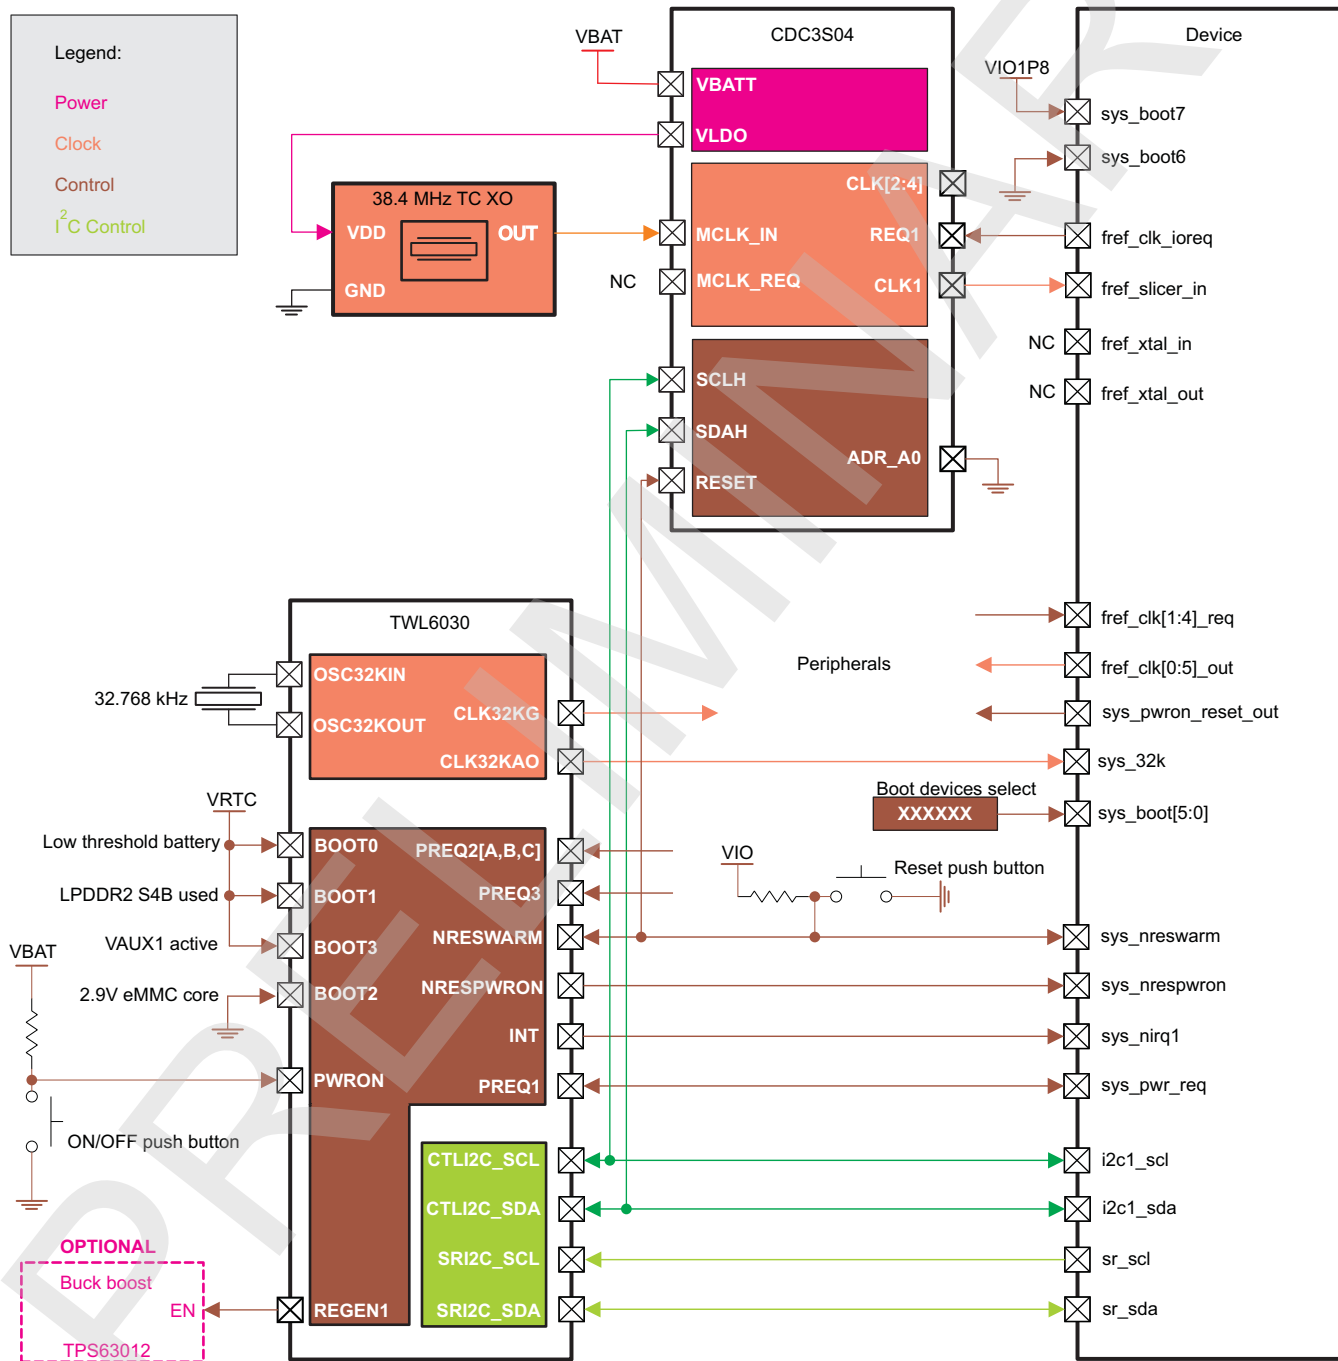 Legend:
Power
Clock
Control
I2C Control
VBAT
CDC3S04
VBATT
VLDO
38.4 MHz TC XO
VDD
OUT
GND
CLK[2:4]
MCLK_IN
REQ1
NC
MCLK_REQ
CLK1
SCLH
SDAH
ADR_A0
RESET
Device
VIO1P8
sys_boot7
sys_boot6
fref_clk_ioreq
fref_slicer_in
NC
fref_xtal_in
NC
fref_xtal_out
TWL6030
OSC32KIN
32.768 kHz
OSC32KOUT
CLK32KG
CLK32KAO
Peripherals
fref_clk[1:4]_req
fref_clk[0:5]_out
sys_pwron_reset_out
sys_32k
Boot devices select
XXXXXX
sys_boot[5:0]
VRTC
Low threshold battery
BOOT0
PREQ2[A,B,C]
LPDDR2 S4B used
BOOT1
PREQ3
VIO
Reset push button
VAUX1 active
BOOT3
NRESWARM
sys_nreswarm
VBAT
2.9V eMMC core
BOOT2
NRESPWRON
sys_nrespwron
INT
sys_nirq1
PWRON
PREQ1
sys_pwr_req
ON/OFF push button
CTLI2C_SCL
i2c1_scl
CTLI2C_SDA
i2c1_sda
OPTIONAL
Buck boost
EN
TPS63012
REGEN1
SRI2C_SCL
sr_scl
SRI2C_SDA
sr_sda
PRELIMINAR